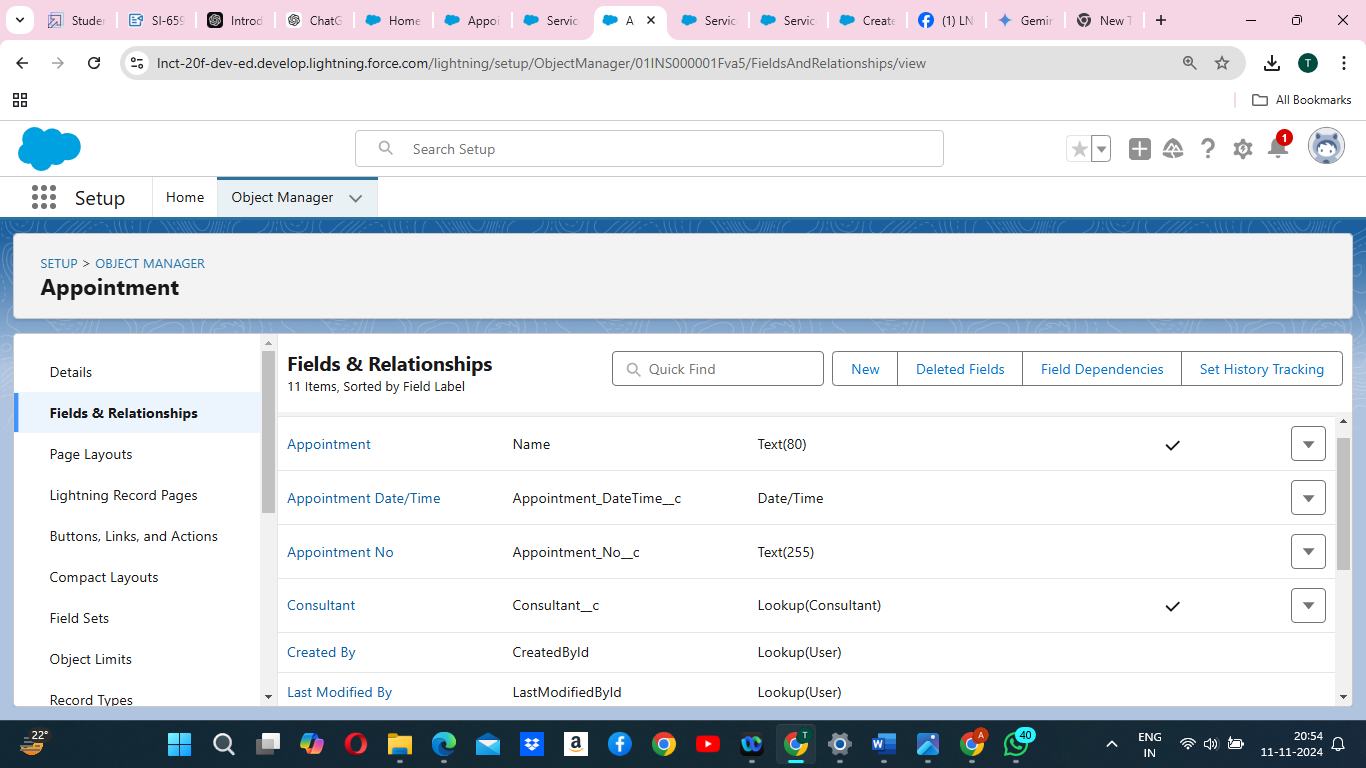 Studer
SI-659
Introd
ChatG
Home
Appoi
Servic
A
Servic
Servic
Create
(1) LN
Gemir
New T
lnct-20f-dev-ed.develop.lightning.force.com/lightning/setup/ObjectManager/01INS000001Fva5/FieldsAndRelationships/view
T
All Bookmarks
Search Setup
1
Setup
Home
Object Manager
SETUP > OBJECT MANAGER
Appointment
Details
Fields & Relationships
Page Layouts
Lightning Record Pages
Buttons, Links, and Actions
Compact Layouts
Field Sets
Object Limits
Record Types
Fields & Relationships
11 Items, Sorted by Field Label
Quick Find
New
Deleted Fields
Field Dependencies
Set History Tracking
Appointment Name Text(80)
Appointment Date/Time Appointment_DateTime__c Date/Time
Appointment No Appointment_No__c Text(255)
Consultant Consultant__c Lookup(Consultant)
Created By CreatedById Lookup(User)
Last Modified By LastModifiedById Lookup(User)
22°
a
T
W
A
40
ENG
IN
20:54
11-11-2024